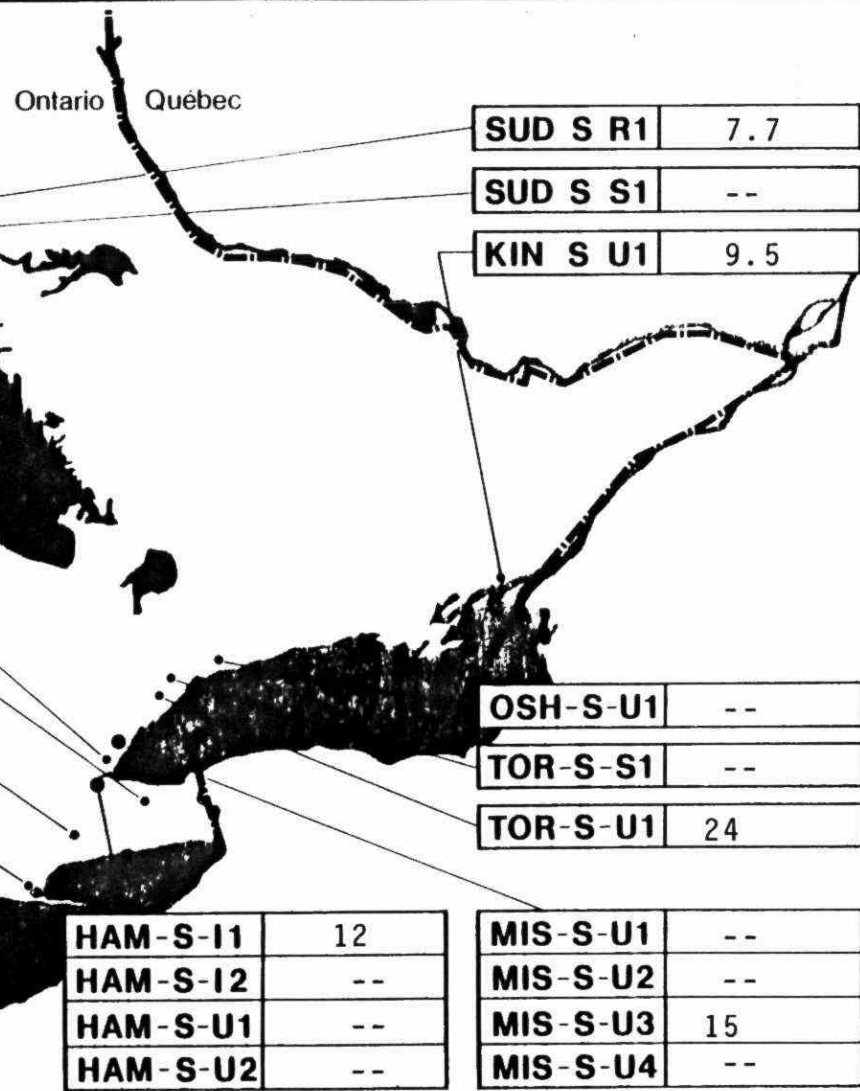 Ontario Québec
SUD S R1 7.7
SUD S S1 --
KIN S U1 9.5
OSH-S-U1 --
TOR-S-S1 --
TOR-S-U1 24
HAM-S-I1 12
HAM-S-I2 --
HAM-S-U1 --
HAM-S-U2 --
MIS-S-U1 --
MIS-S-U2 --
MIS-S-U3 15
MIS-S-U4 --